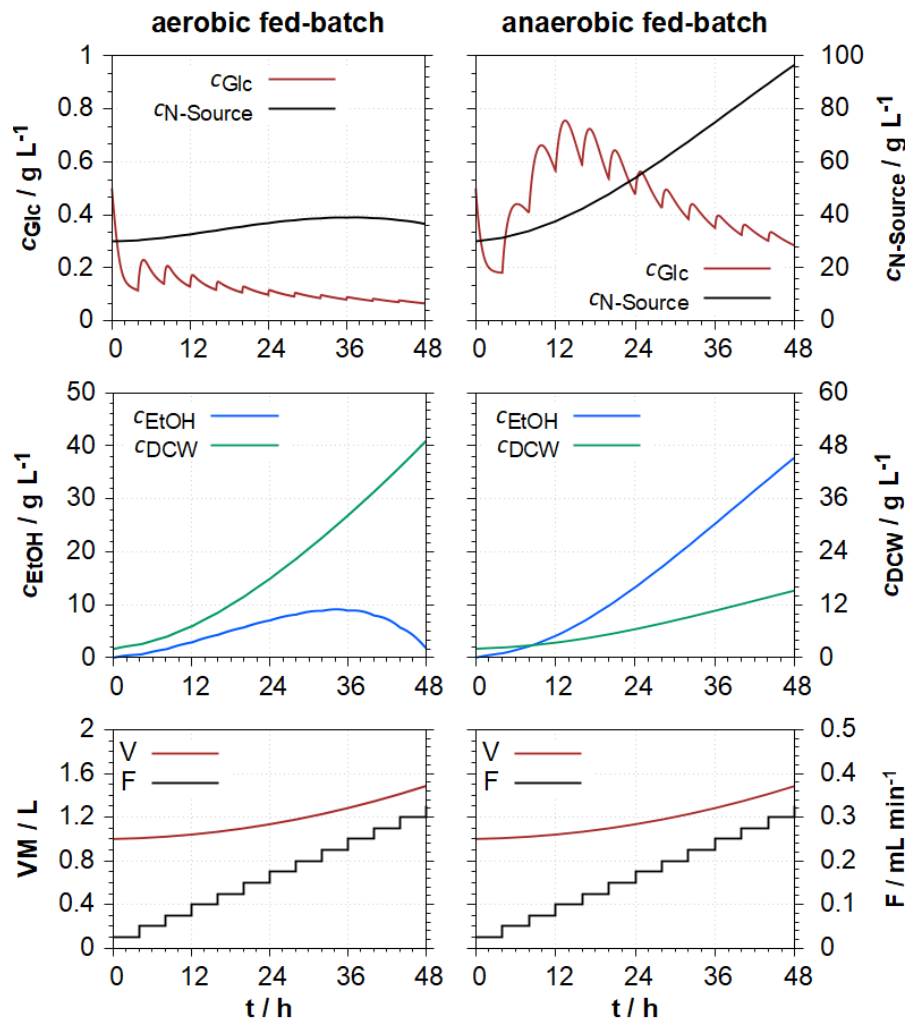 aerobic fed-batch anaerobic fed-batch
1 100
0.8 80
0.6 60
0.4 40
0.2 20
0 0
cGlc / g L-1
cGlc
cN-Source
cGlc
cN-Source
cN-Source / g L-1
0 12 24 36 48 0 12 24 36 48
50 60
40 48
30 36
20 24
10 12
0 0
cEtOH / g L-1
cEtOH
cDCW
cEtOH
cDCW
cDCW / g L-1
0 12 24 36 48 0 12 24 36 48
2 0.5
1.6 0.4
1.2 0.3
0.8 0.2
0.4 0.1
0 0
VM / L
V
F
V
F
F / mL min-1
0 12 24 36 48 0 12 24 36 48
t / h t / h